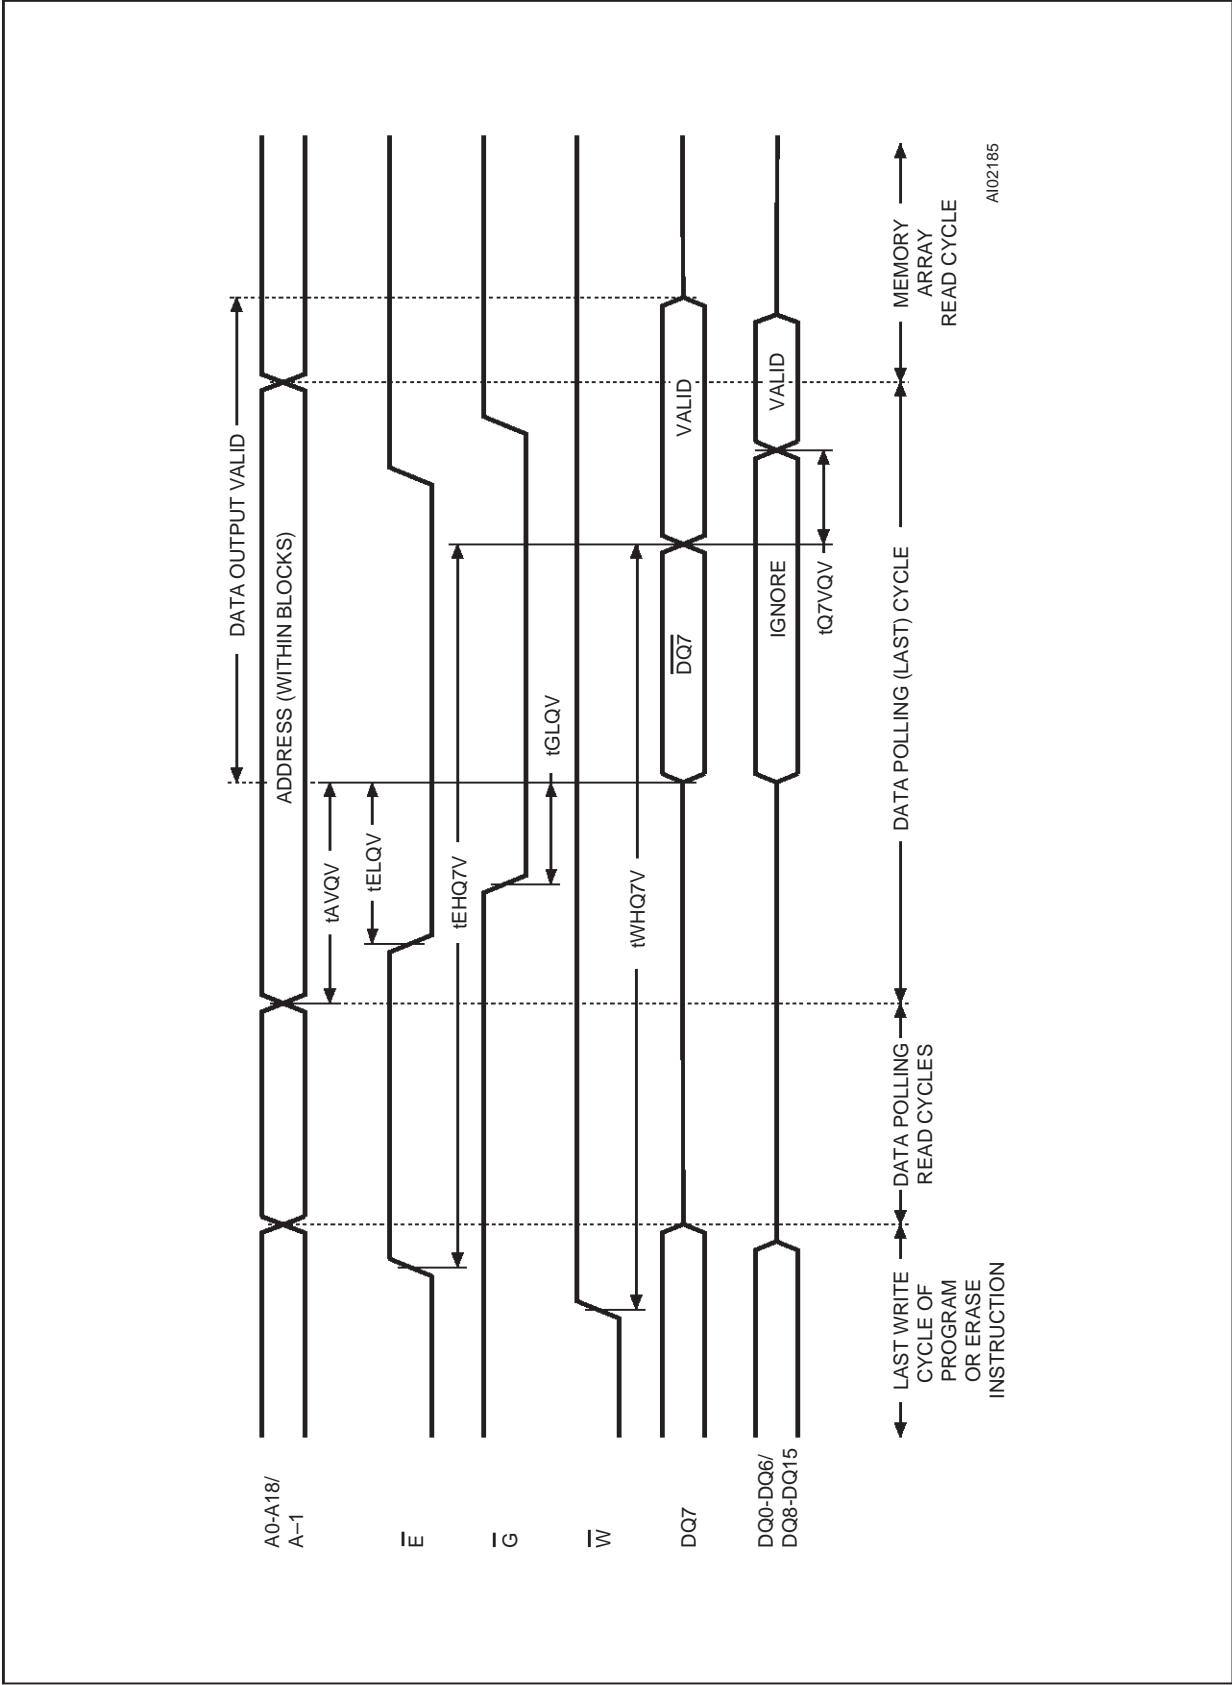 DATA OUTPUT VALID
A0-A18/
A–1
ADDRESS (WITHIN BLOCKS)
tAVQV
tELQV
E
tEHQ7V
G
tGLQV
W
tWHQ7V
DQ7
DQ7
VALID
DQ0-DQ6/
DQ8-DQ15
IGNORE
VALID
tQ7VQV
LAST WRITE
CYCLE OF
PROGRAM
OR ERASE
INSTRUCTION
DATA POLLING
READ CYCLES
DATA POLLING (LAST) CYCLE
MEMORY
ARRAY
READ CYCLE
AI02185